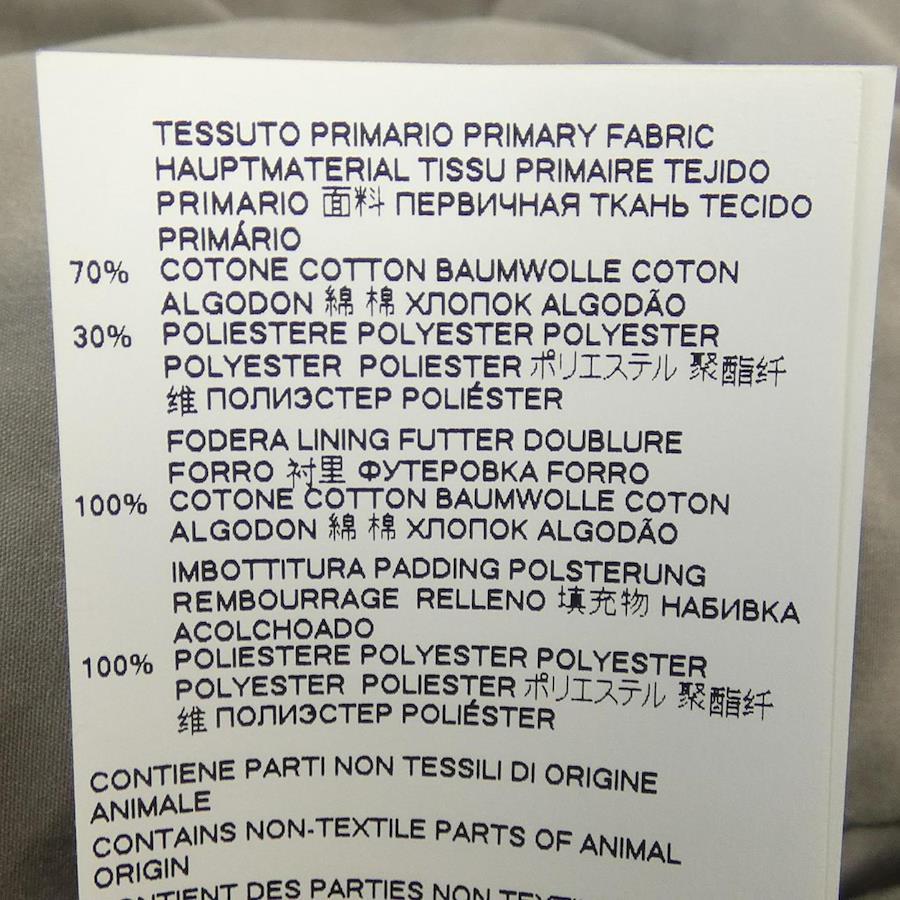 TESSUTO PRIMARIO PRIMARY FABRIC
HAUPTMATERIAL TISSU PRIMAIRE TEJIDO
PRIMARIO 面料 ПЕРВИЧНАЯ ТКАНЬ TECIDO
PRIMÁRIO
70% COTONE COTTON BAUMWOLLE COTON
ALGODON 綿 棉 ХЛОПОК ALGODÃO
30% POLIESTERE POLYESTER POLYESTER
POLYESTER POLIESTER ポリエステル 聚酯纤
维 ПОЛИЭСТЕР POLIÉSTER
FODERA LINING FUTTER DOUBLURE
FORRO 衬里 ФУТЕРОВКА FORRO
100% COTONE COTTON BAUMWOLLE COTON
ALGODON 綿 棉 ХЛОПОК ALGODÃO
IMBOTTITURA PADDING POLSTERUNG
REMBOURRAGE RELLENO 填充物 НАБИВКА
ACOLCHOADO
100% POLIESTERE POLYESTER POLYESTER
POLYESTER POLIESTER ポリエステル 聚酯纤
维 ПОЛИЭСТЕР POLIÉSTER
CONTIENE PARTI NON TESSILI DI ORIGINE
ANIMALE
CONTAINS NON-TEXTILE PARTS OF ANIMAL
ORIGIN
DES PARTIES NON